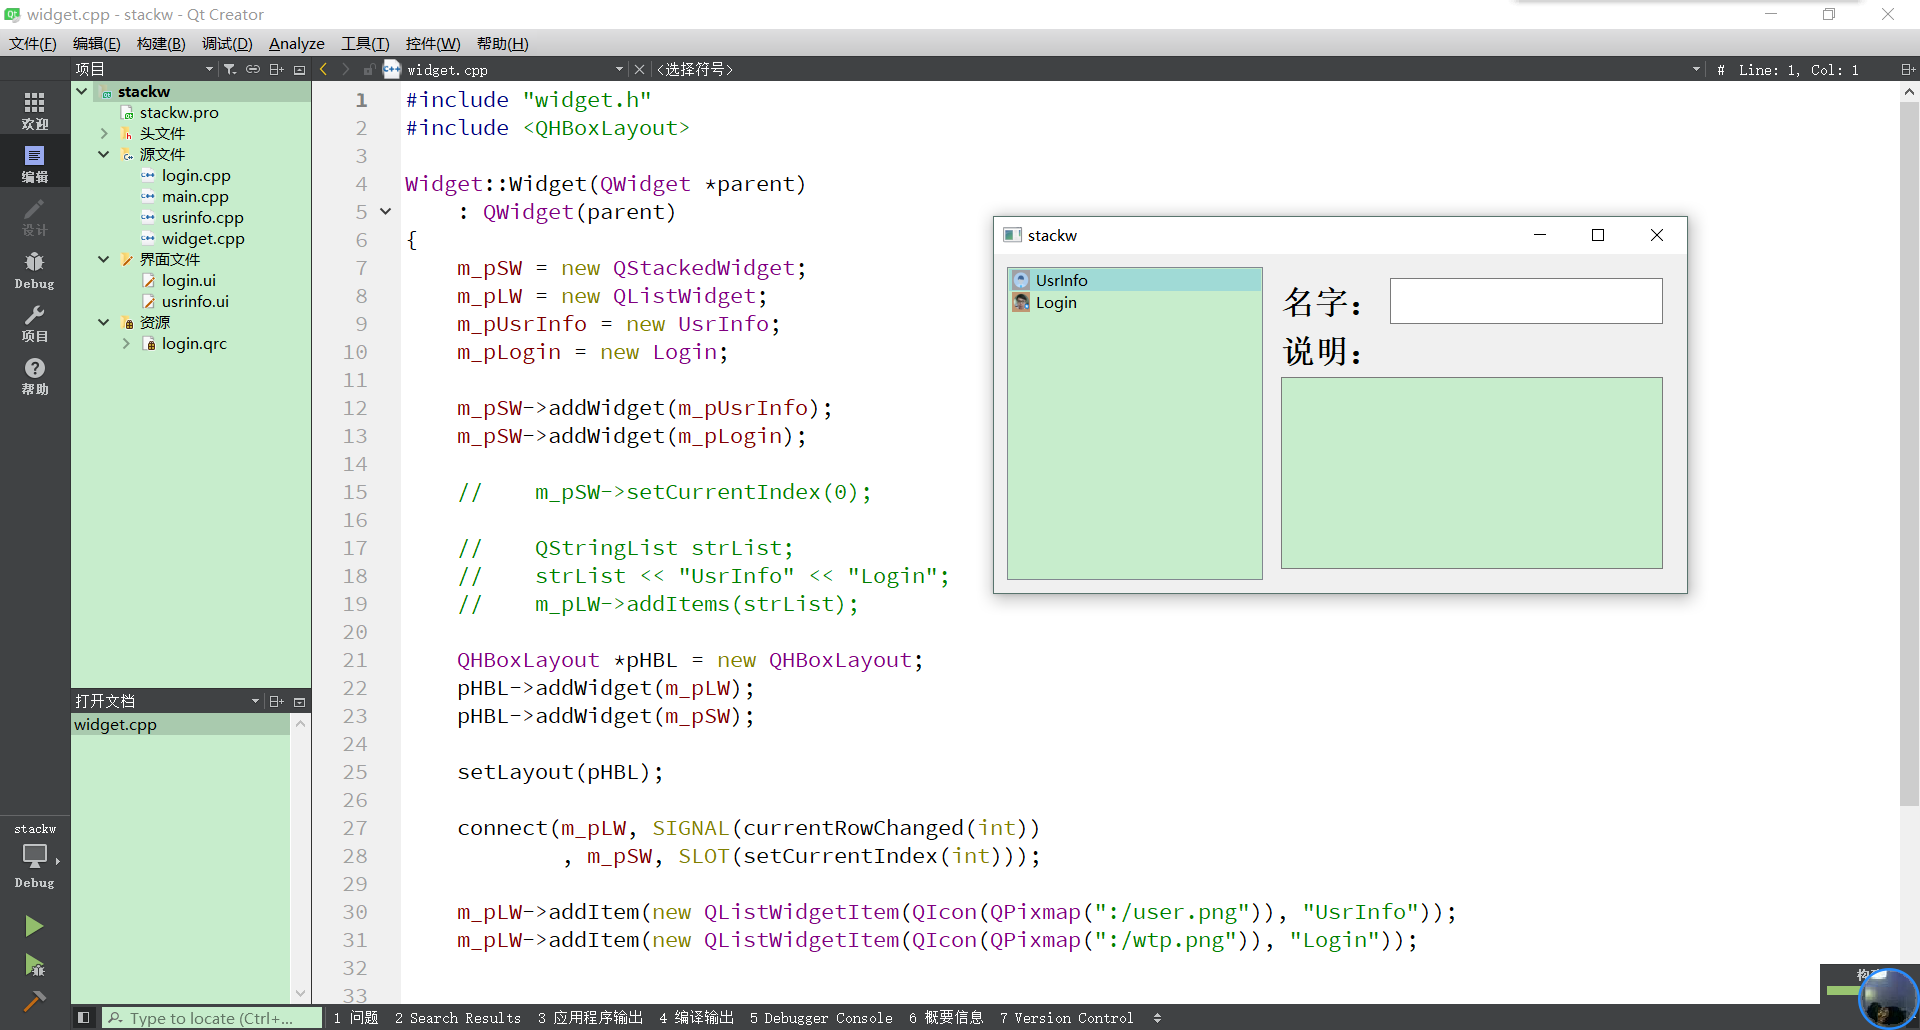 widget.cpp - stackw - Qt Creator
文件(F) 编辑(E) 构建(B) 调试(D) Analyze 工具(T) 控件(W) 帮助(H)
项目
widget.cpp
<选择符号>
# Line: 1, Col: 1
欢迎
编辑
设计
Debug
项目
帮助
stackw
Debug
stackw
stackw.pro
头文件
源文件
login.cpp
main.cpp
usrinfo.cpp
widget.cpp
界面文件
login.ui
usrinfo.ui
资源
login.qrc
打开文档
widget.cpp
1 #include "widget.h"
2 #include <QHBoxLayout>
3
4 Widget::Widget(QWidget *parent)
5     : QWidget(parent)
6 {
7     m_pSW = new QStackedWidget;
8     m_pLW = new QListWidget;
9     m_pUsrInfo = new UsrInfo;
10     m_pLogin = new Login;
11
12     m_pSW->addWidget(m_pUsrInfo);
13     m_pSW->addWidget(m_pLogin);
14
15     //    m_pSW->setCurrentIndex(0);
16
17     //    QStringList strList;
18     //    strList << "UsrInfo" << "Login";
19     //    m_pLW->addItems(strList);
20
21     QHBoxLayout *pHBL = new QHBoxLayout;
22     pHBL->addWidget(m_pLW);
23     pHBL->addWidget(m_pSW);
24
25     setLayout(pHBL);
26
27     connect(m_pLW, SIGNAL(currentRowChanged(int))
28             , m_pSW, SLOT(setCurrentIndex(int)));
29
30     m_pLW->addItem(new QListWidgetItem(QIcon(QPixmap(":/user.png")), "UsrInfo"));
31     m_pLW->addItem(new QListWidgetItem(QIcon(QPixmap(":/wtp.png")), "Login"));
32
33
stackw
UsrInfo
Login
名字：
说明：
Type to locate (Ctrl+...
1 问题 2 Search Results 3 应用程序输出 4 编译输出 5 Debugger Console 6 概要信息 7 Version Control